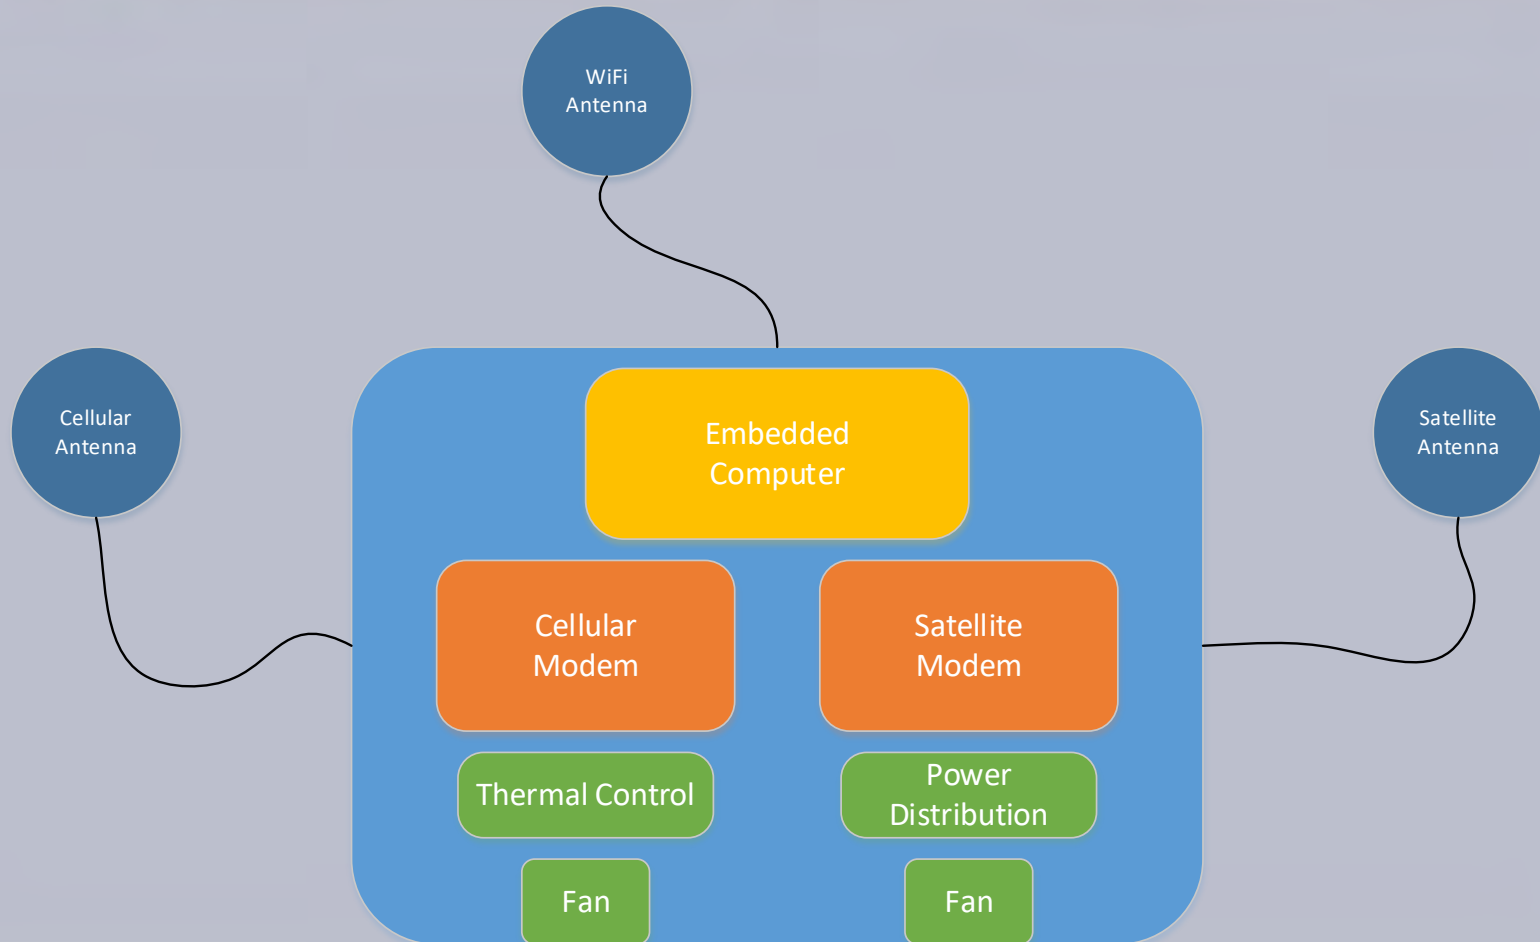 WiFi
Antenna
Cellular
Antenna
Satellite
Antenna
Embedded
Computer
Cellular
Modem
Satellite
Modem
Thermal Control
Power
Distribution
Fan
Fan